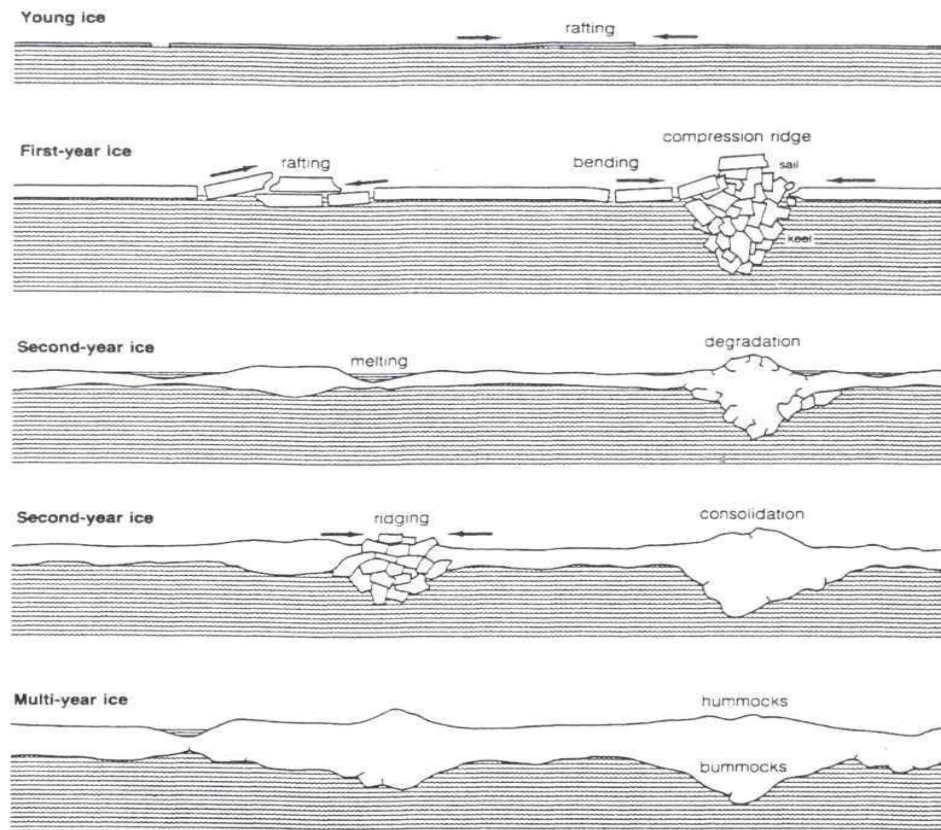 Young ice
rafting
First-year ice
rafting
bending
compression ridge
sail
keel
Second-year ice
melting
degradation
Second-year ice
ridging
consolidation
Multi-year ice
hummocks
bummocks